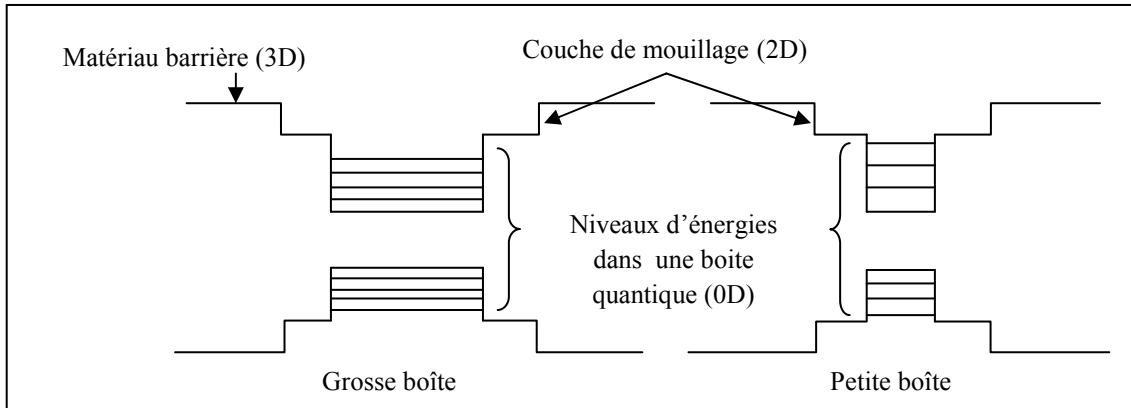 Matériau barrière (3D)
Couche de mouillage (2D)
Niveaux d’énergies
dans une boite
quantique (0D)
Grosse boîte
Petite boîte